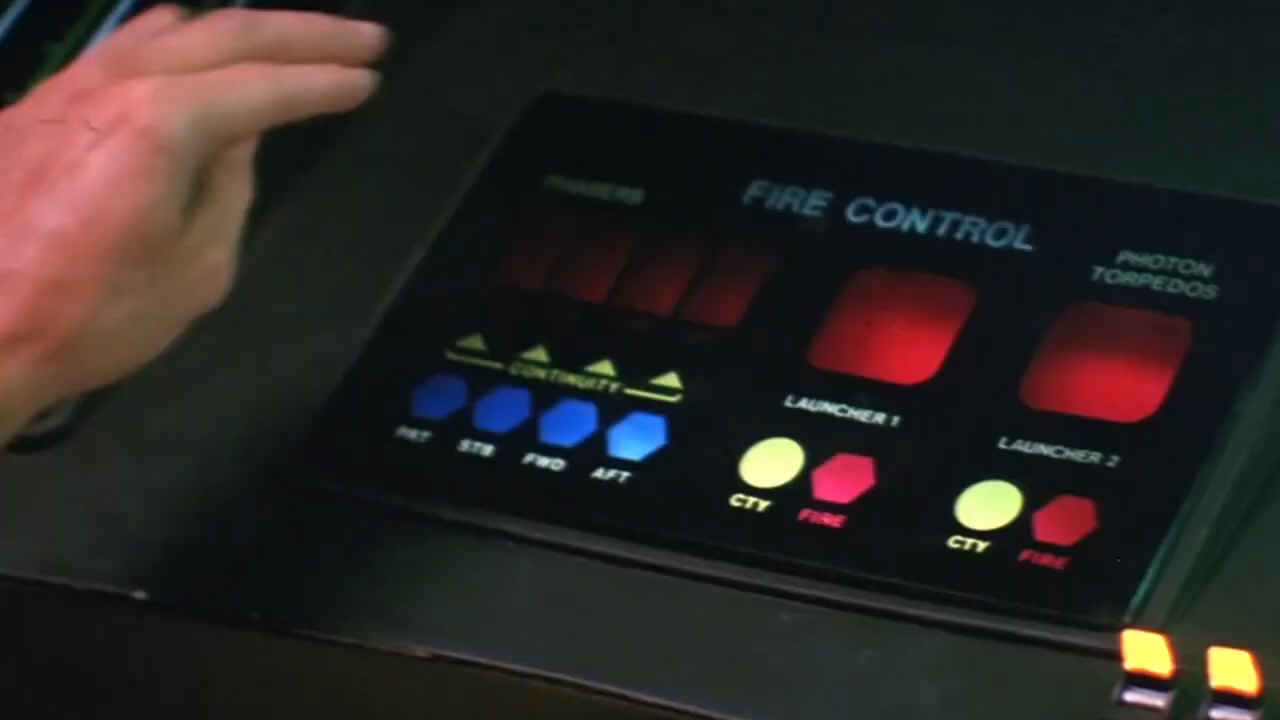 FIRE CONTROL
PHASERS
PHOTON
TORPEDOS
CONTINUITY
PRT STB FWD AFT
LAUNCHER 1
CTY FIRE
LAUNCHER 2
CTY FIRE